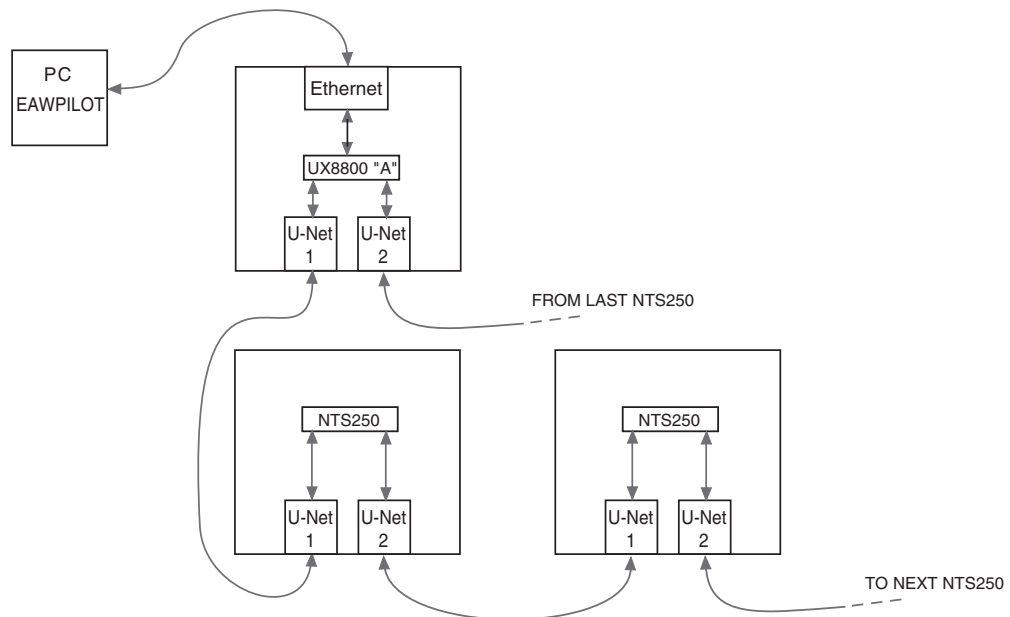 PC
EAWPILOT
Ethernet
UX8800 "A"
U-Net
1
U-Net
2
FROM LAST NTS250
NTS250
U-Net
1
U-Net
2
NTS250
U-Net
1
U-Net
2
TO NEXT NTS250